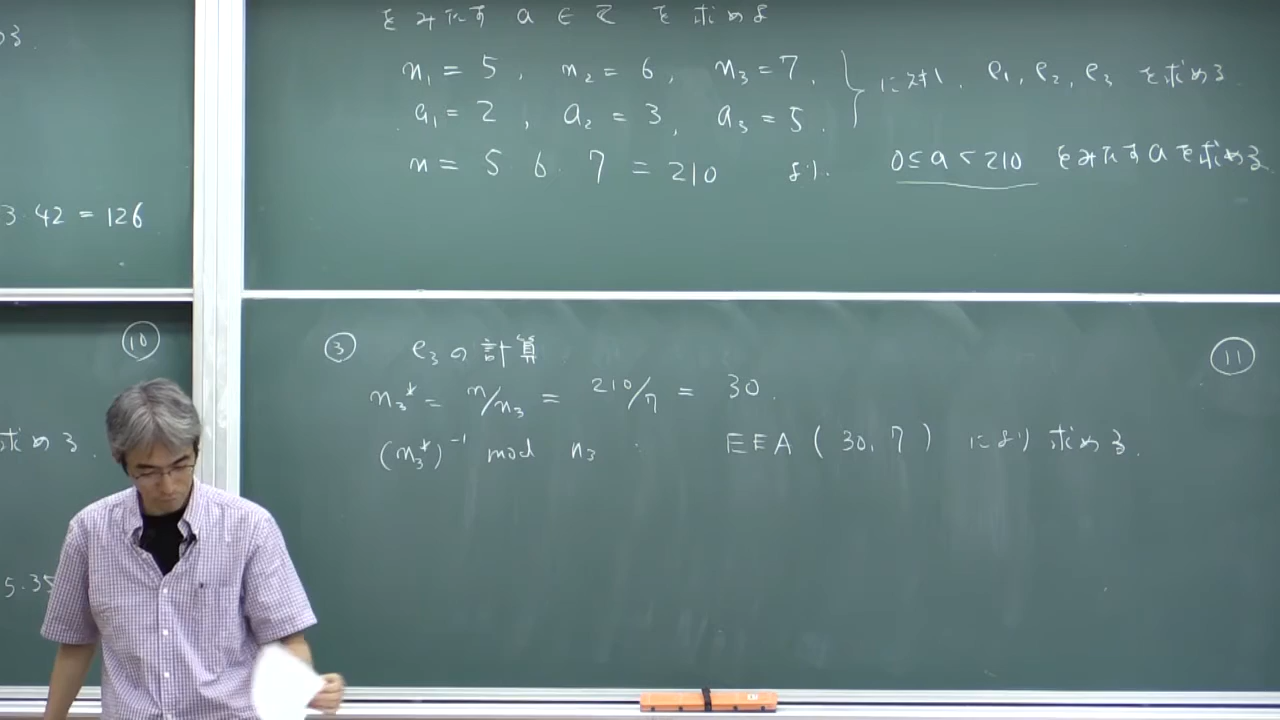 める.
3・42 = 126
⑩
求める.
5・35
をみたす a ∈ Z を求めよ
n₁ = 5 , n₂ = 6 , n₃ = 7 .
a₁ = 2 , a₂ = 3 , a₃ = 5 .
に対し, e₁, e₂, e₃ を求める.
n = 5 6 7 = 210 より. 0 ≤ a < 210 をみたす a を求める.
③ e₃ の計算 ⑪
n₃* = n/n₃ = 210/7 = 30.
(n₃*)⁻¹ mod n₃ : EEA ( 30, 7 ) により 求める.